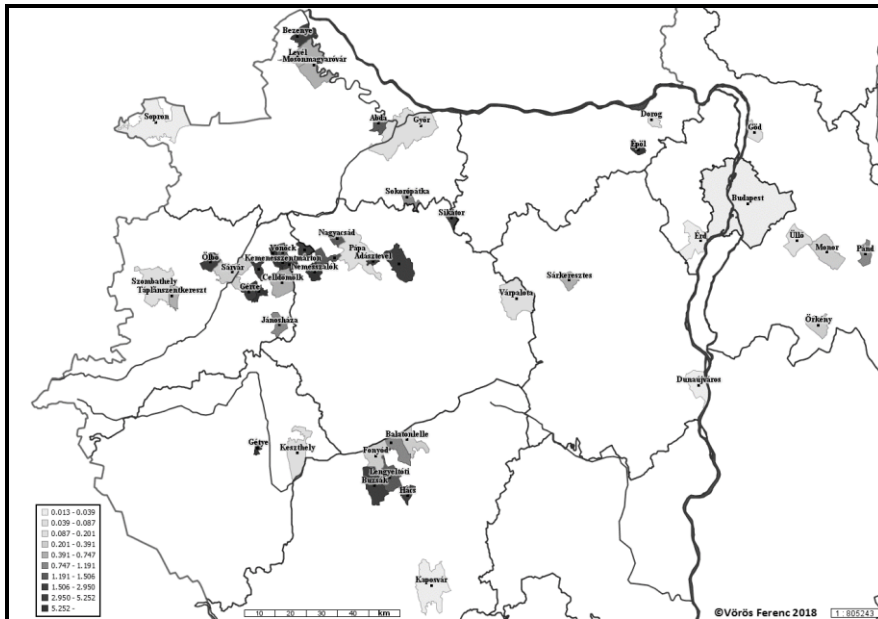 Bezenye
Levél
Mosonmagyaróvár
Sopron
Abda
Győr
Dorog
Göd
Epöl
Budapest
Sokorópátka
Sikátor
Érd
Üllő
Monor
Pánd
Nagyacsád
Vönöck
Pápa
Ölbő
Kemenesszentmárton
Adásztevel
Sárvár
Nemesszalók
Szombathely
Celldömölk
Gérce
Táplánszentkereszt
Sárkeresztes
Várpalota
Jánosháza
Örkény
Dunaújváros
Balatonlelle
Gétye
Keszthely
Fonyód
Lengyeltóti
Buzsák
Hács
Kaposvár
0.013 - 0.039
0.039 - 0.087
0.087 - 0.201
0.201 - 0.391
0.391 - 0.747
0.747 - 1.191
1.191 - 1.506
1.506 - 2.950
2.950 - 5.252
5.252 -
10 20 30 40 km
©Vörös Ferenc 2018
1 : 805243